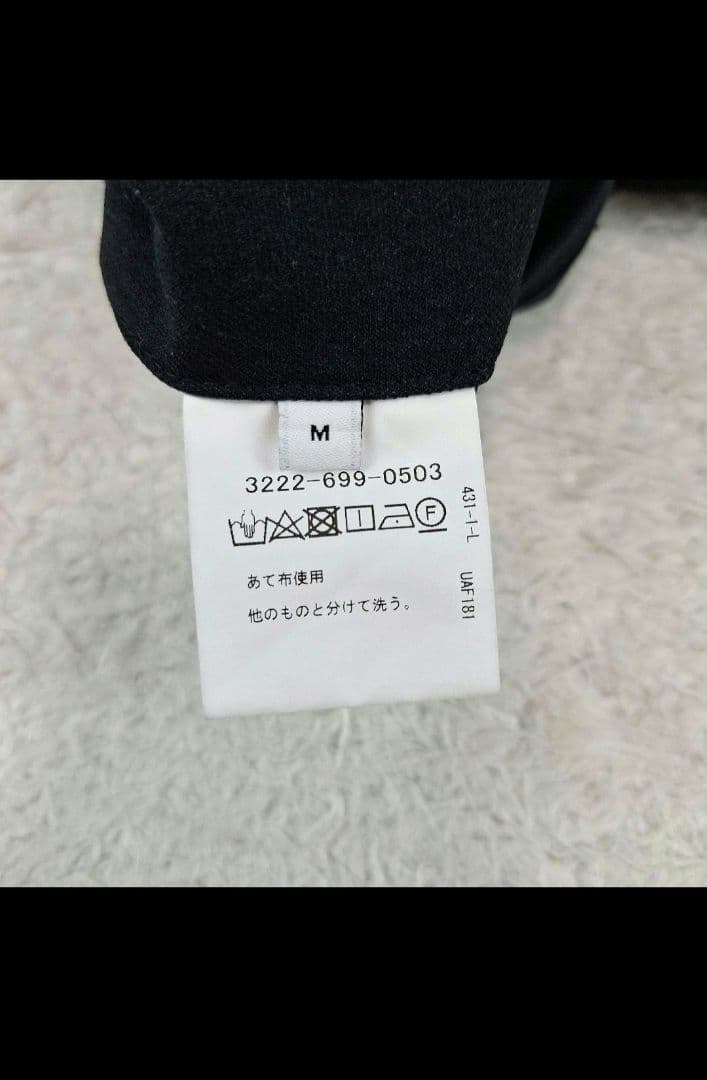 M
3222-699-0503
F
あて布使用
他のものと分けて洗う。
431-I-L UAF181